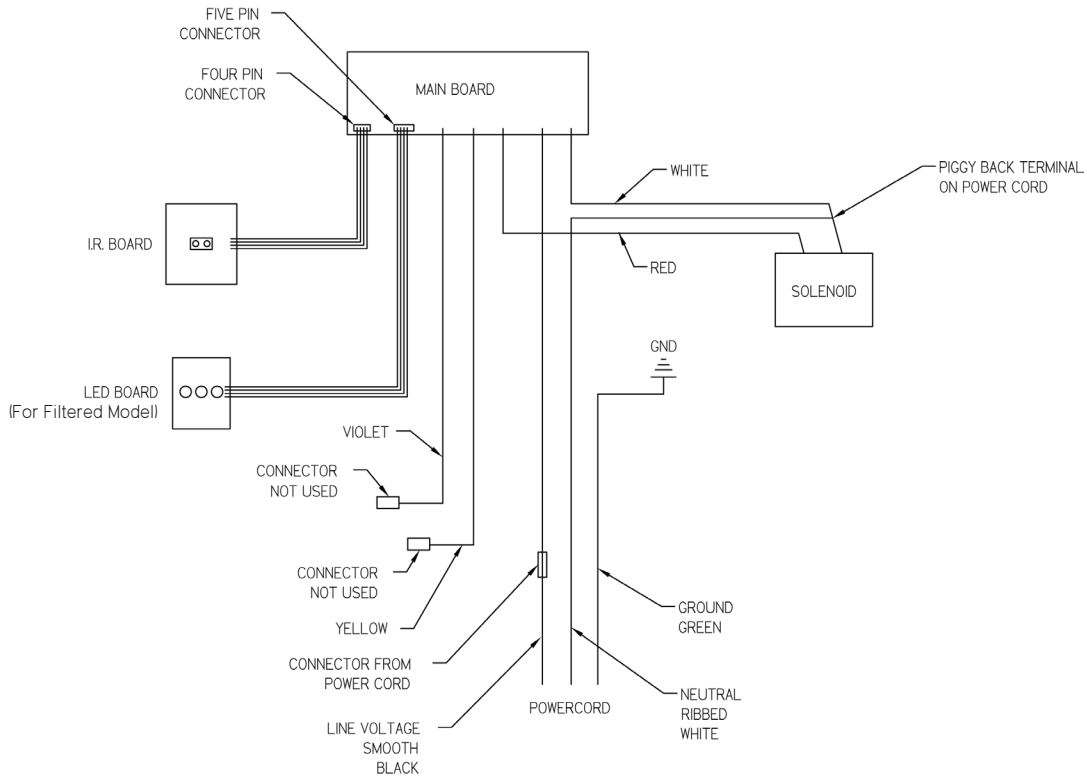 FIVE PIN
CONNECTOR
FOUR PIN
CONNECTOR
MAIN BOARD
WHITE
PIGGY BACK TERMINAL
ON POWER CORD
I.R. BOARD
RED
SOLENOID
GND
LED BOARD
(For Filtered Model)
VIOLET
CONNECTOR
NOT USED
CONNECTOR
NOT USED
YELLOW
GROUND
GREEN
CONNECTOR FROM
POWER CORD
POWERCORD
NEUTRAL
RIBBED
WHITE
LINE VOLTAGE
SMOOTH
BLACK